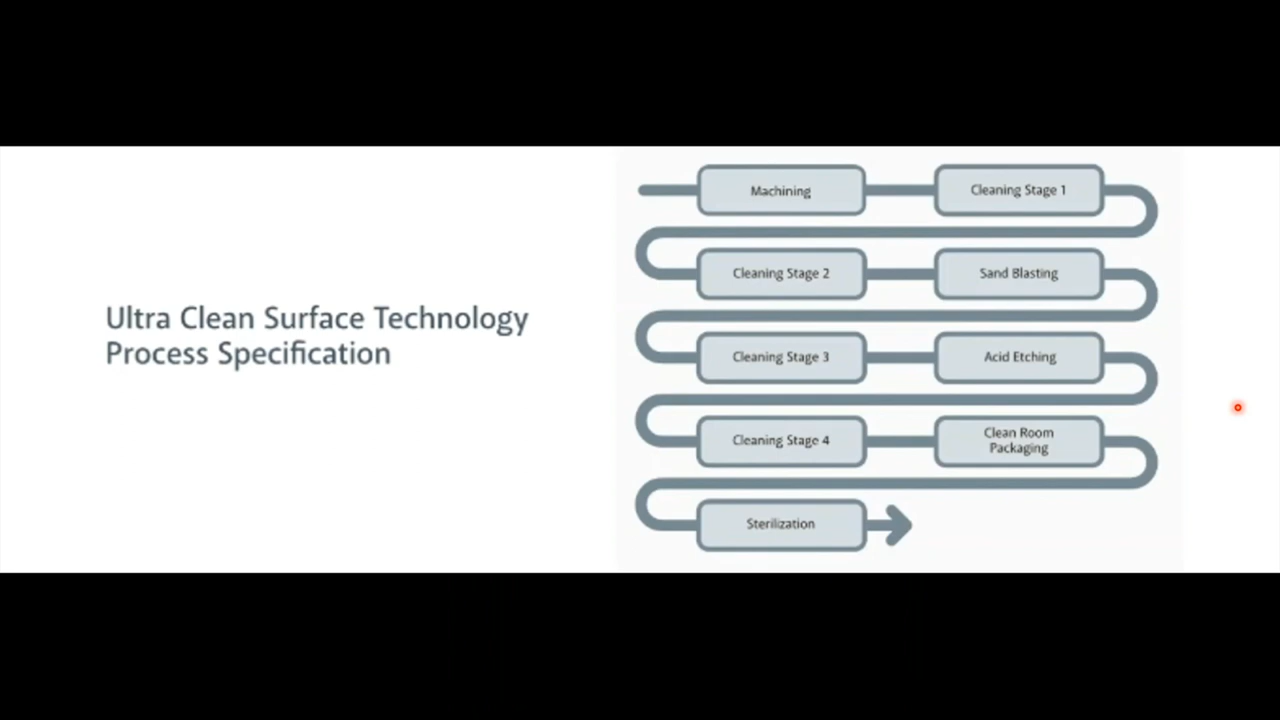 Ultra Clean Surface Technology
Process Specification
Machining
Cleaning Stage 1
Cleaning Stage 2
Sand Blasting
Cleaning Stage 3
Acid Etching
Cleaning Stage 4
Clean Room
Packaging
Sterilization